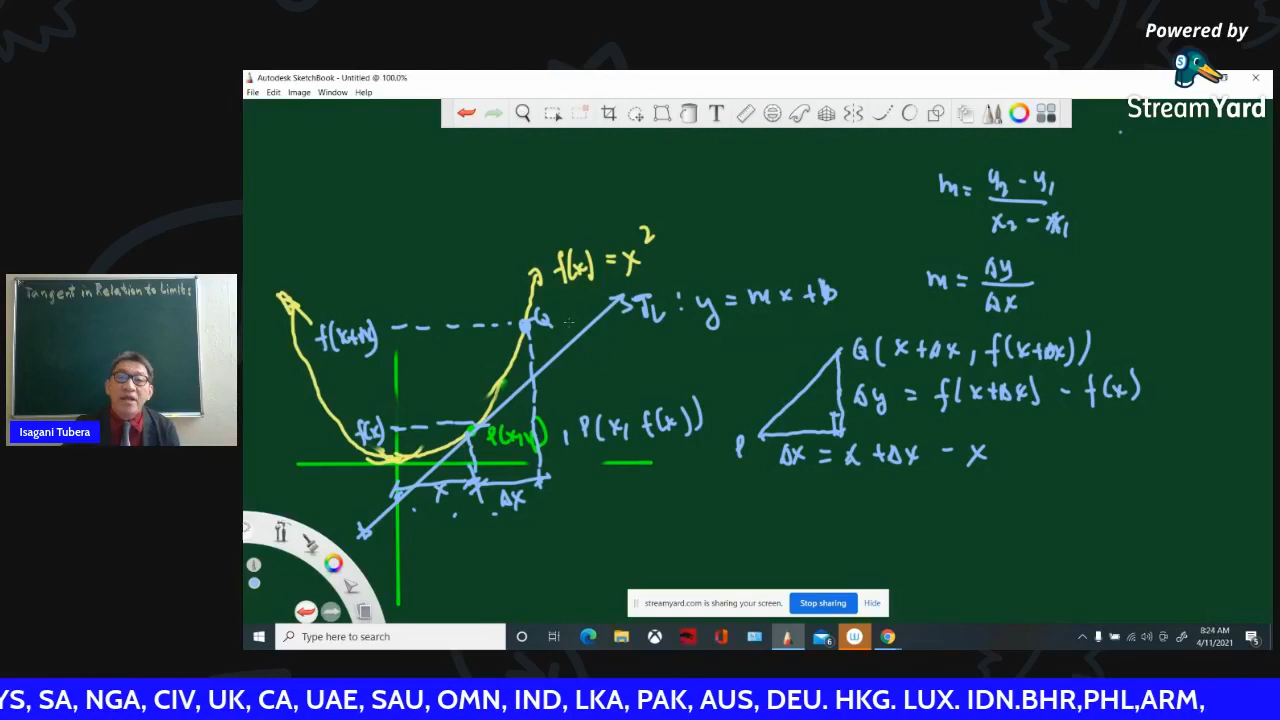 Powered by
StreamYard
Autodesk SketchBook - Untitled @ 100.0%
File Edit Image Window Help
m = y₂ - y₁ / x₂ - x₁
m = Δy / Δx
f(x) = x²
TL : y = mx + b
f(x+Δx)
Q
Q(x+Δx, f(x+Δx))
Δy = f(x+Δx) - f(x)
f(x)
P(x,y), P(x, f(x))
P
Δx = x + Δx - x
x Δx
Tangent in Relation to Limits
Isagani Tubera
streamyard.com is sharing your screen.
Stop sharing
Hide
Type here to search
8:24 AM
4/11/2021
YS, SA, NGA, CIV, UK, CA, UAE, SAU, OMN, IND, LKA, PAK, AUS, DEU. HKG. LUX. IDN.BHR,PHL,ARM,